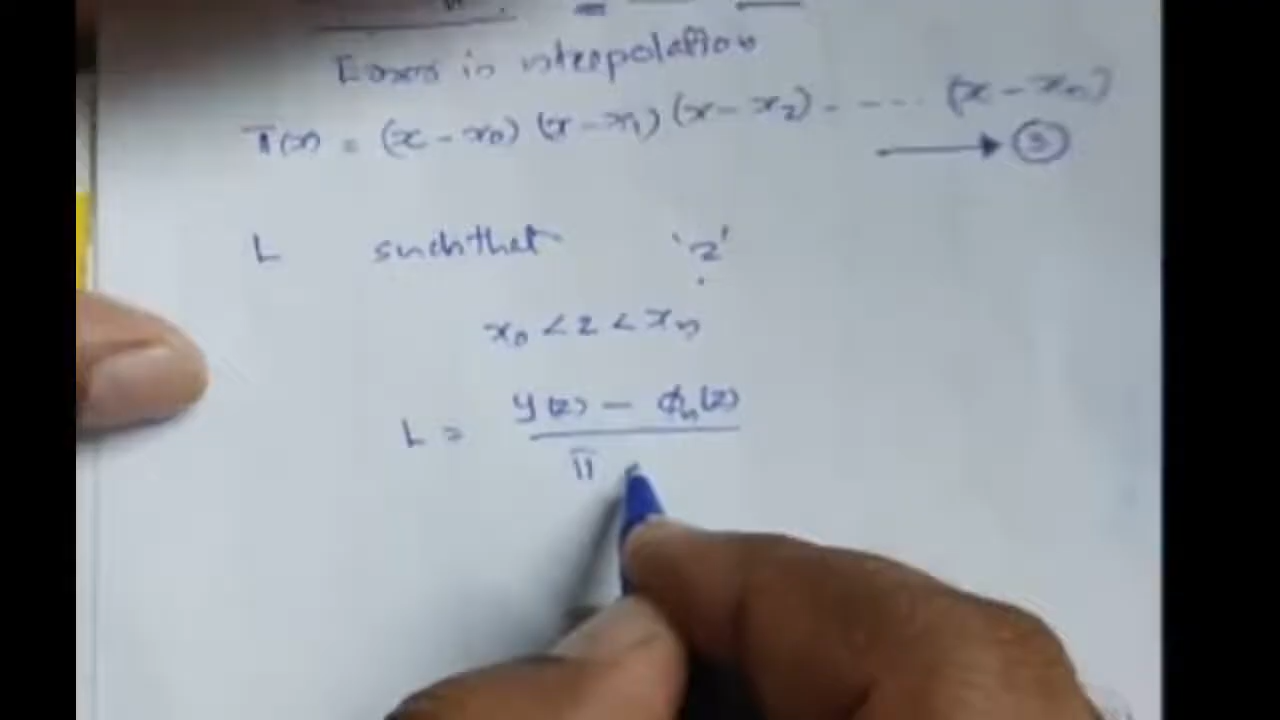 Errors in interpolation
π(x) = (x - x₀) (x - x₁) (x - x₂) - ---- (x - xₙ)
→ ③
L such that 'z'
x₀ < z < xₙ
L = y(z) - ϕₙ(z)
π